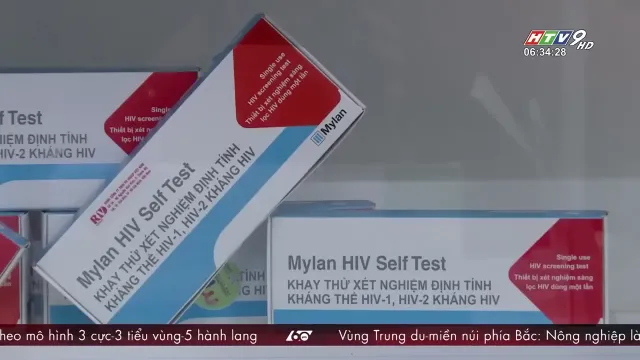 HTV9 HD
06:34:28
Single use
HIV screening test
Thiết bị xét nghiệm sàng
lọc HIV dùng một lần
Mylan
Mylan HIV Self Test
KHAY THỬ XÉT NGHIỆM ĐỊNH TÍNH
KHÁNG THỂ HIV-1, HIV-2 KHÁNG HIV
Self Test
NGHIỆM ĐỊNH TÍNH
HIV-2 KHÁNG HIV
Single use
HIV screening test
Thiết bị xét nghiệm sàng
lọc HIV dùng một lần
Mylan HIV Self Test
KHAY THỬ XÉT NGHIỆM ĐỊNH TÍNH
KHÁNG THỂ HIV-1, HIV-2 KHÁNG HIV
Single use
HIV screening test
Thiết bị xét nghiệm sàng
lọc HIV dùng một lần
heo mô hình 3 cực-3 tiểu vùng-5 hành lang
60
Vùng Trung du-miền núi phía Bắc: Nông nghiệp là